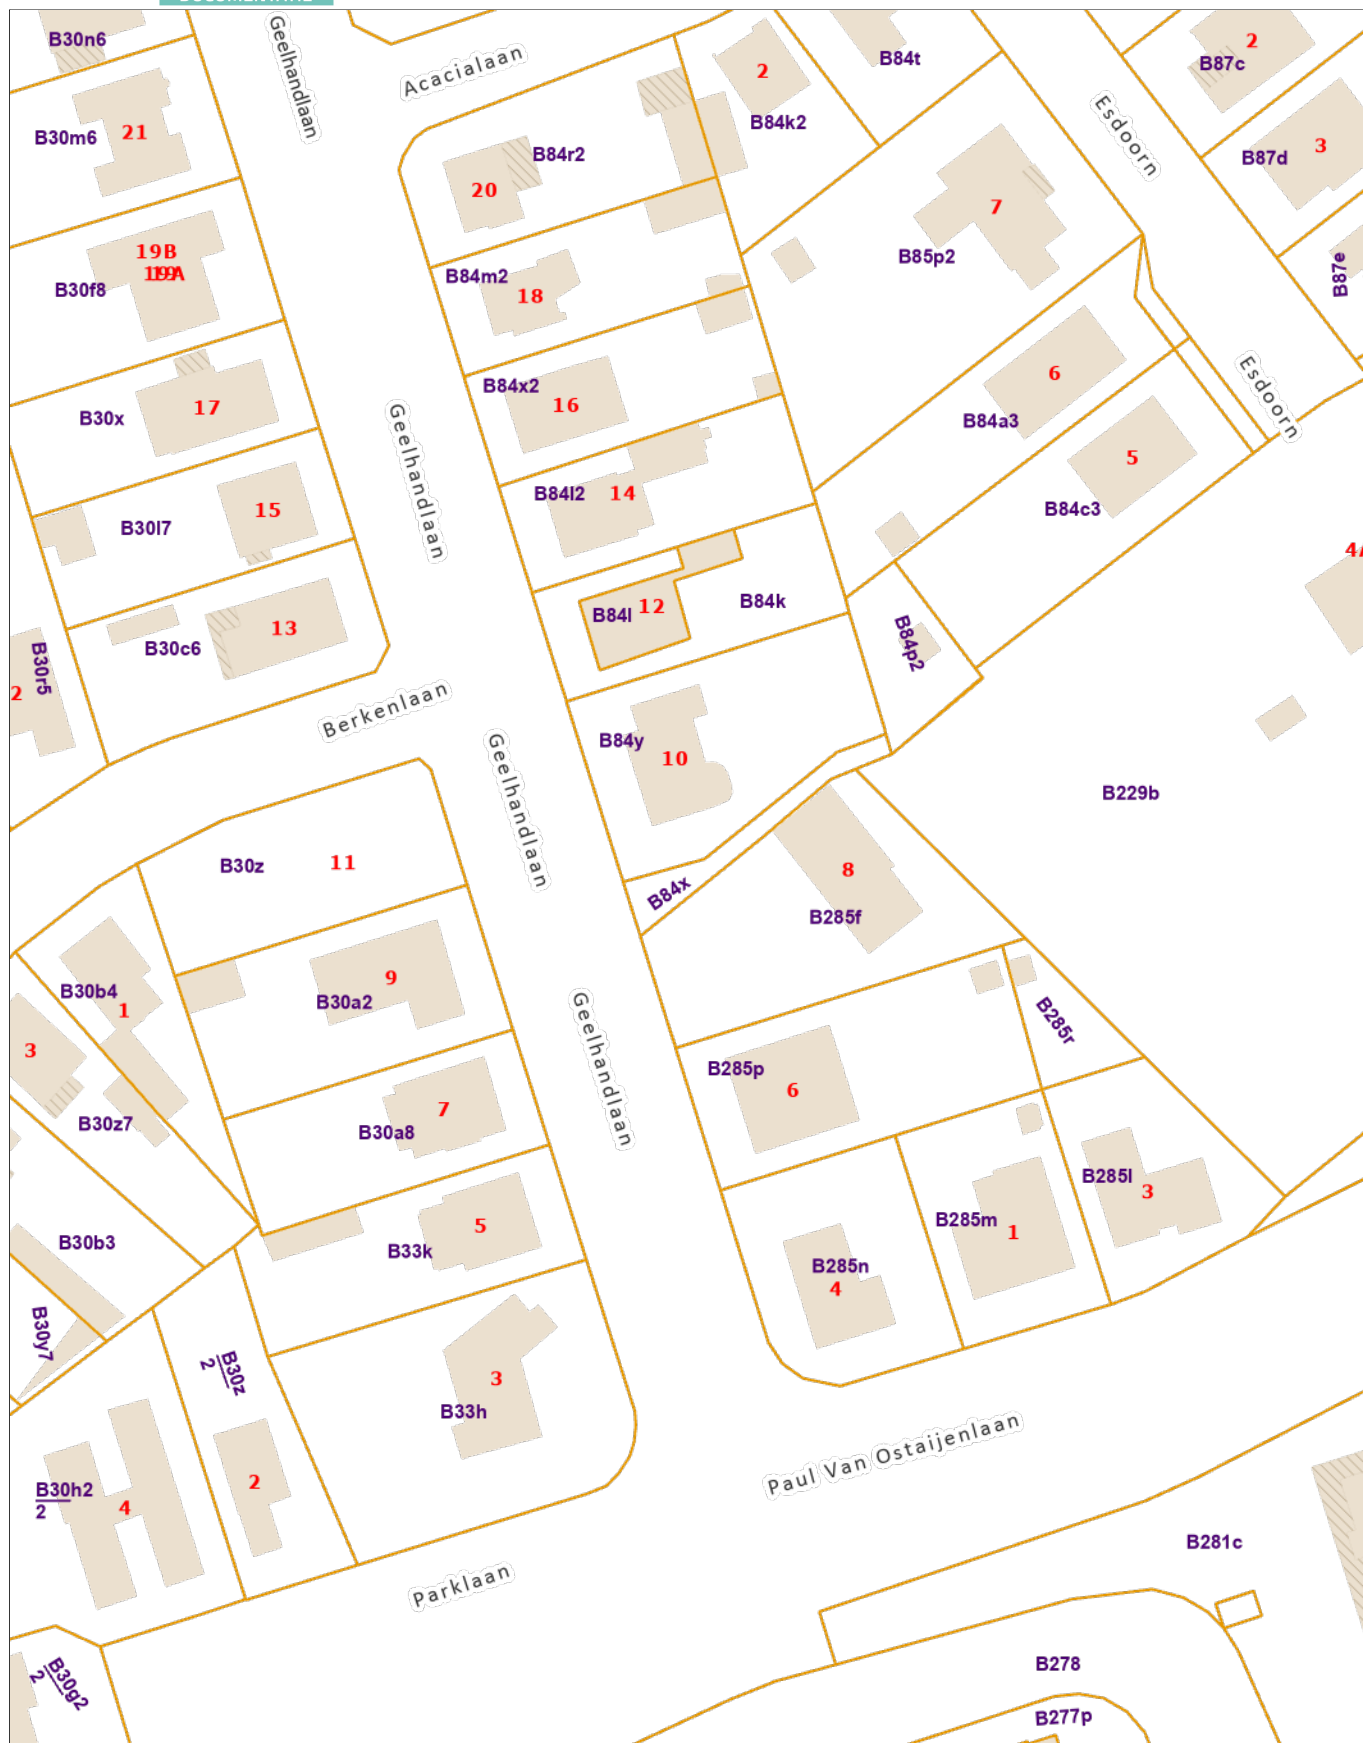 B30n6
Geelhandlaan
Acacialaan
2
B84k2
B84t
2
B87c
Esdoorn
B30m6
21
B84r2
20
B87d
3
7
B85p2
19B
B30f8
B84m2
18
B87e
B30x
17
Geelhandlaan
B84x2
16
6
B84a3
Esdoorn
B30l7
15
B84l2
14
5
B84c3
B30c6
13
B84l
12
B84k
B84p2
B30r5
2
Berkenlaan
Geelhandlaan
B84y
10
B229b
B30z
11
B84x
8
B285f
B30b4
1
9
B30a2
3
B30z7
7
B30a8
Geelhandlaan
B285p
6
B285r
B30b3
B33k
5
B285l
3
B285m
1
B285n
4
B30y7
B30z
2
3
B33h
B30h2
2
4
2
Paul Van Ostaijenlaan
Parklaan
B281c
B30g2
2
B278
B277p